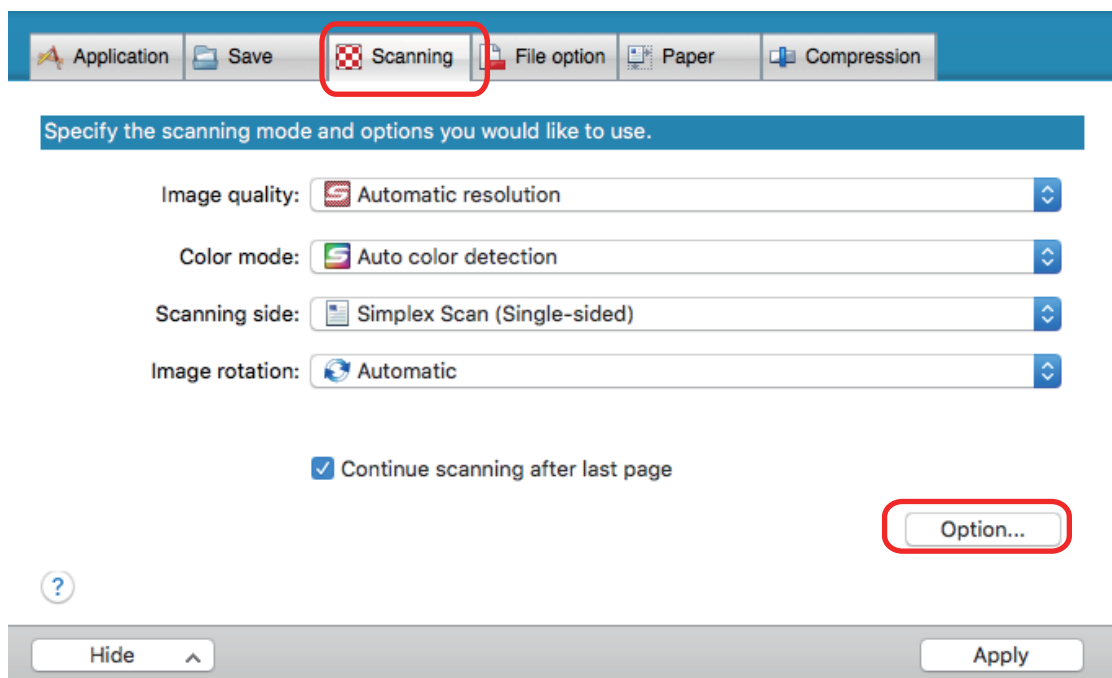 Application Save Scanning File option Paper Compression
Specify the scanning mode and options you would like to use.
Image quality: Automatic resolution
Color mode: Auto color detection
Scanning side: Simplex Scan (Single-sided)
Image rotation: Automatic
Continue scanning after last page
Option...
?
Hide Apply